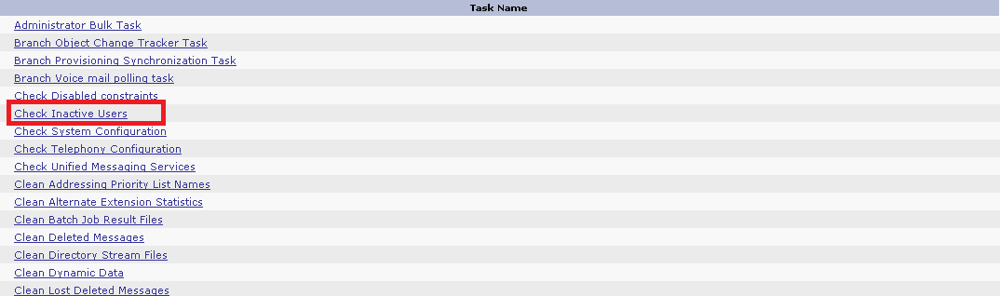 Task Name
Administrator Bulk Task
Branch Object Change Tracker Task
Branch Provisioning Synchronization Task
Branch Voice mail polling task
Check Disabled constraints
Check Inactive Users
Check System Configuration
Check Telephony Configuration
Check Unified Messaging Services
Clean Addressing Priority List Names
Clean Alternate Extension Statistics
Clean Batch Job Result Files
Clean Deleted Messages
Clean Directory Stream Files
Clean Dynamic Data
Clean Lost Deleted Messages